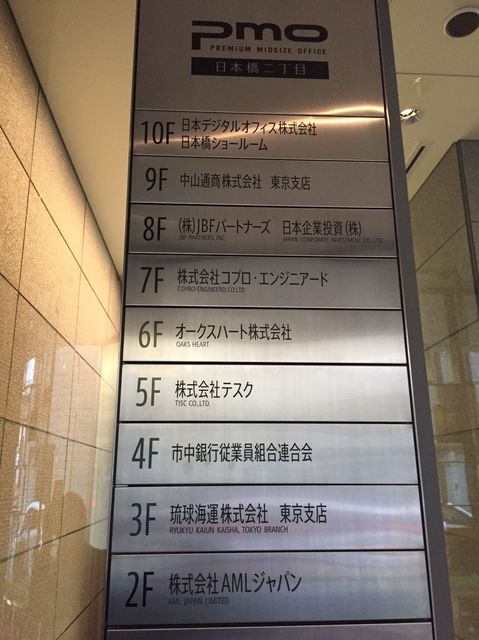 pmo
PREMIUM MIDSIZE OFFICE
日本橋二丁目
10F 日本デジタルオフィス株式会社
日本橋ショールーム
9F 中山通商株式会社 東京支店
8F (株)JBFパートナーズ 日本企業投資(株)
JBF PARTNERS, INC. JAPAN CORPORATE INVESTMENT CO.,LTD
7F 株式会社コプロ・エンジニアード
COPRO-ENGINEERD,CO.LTD
6F オークスハート株式会社
OAKS HEART
5F 株式会社テスク
TISC CO.,LTD.
4F 市中銀行従業員組合連合会
3F 琉球海運株式会社 東京支店
RYUKYU KAIUN KAISHA, TOKYO BRANCH
2F 株式会社AMLジャパン
AML JAPAN LIMITED